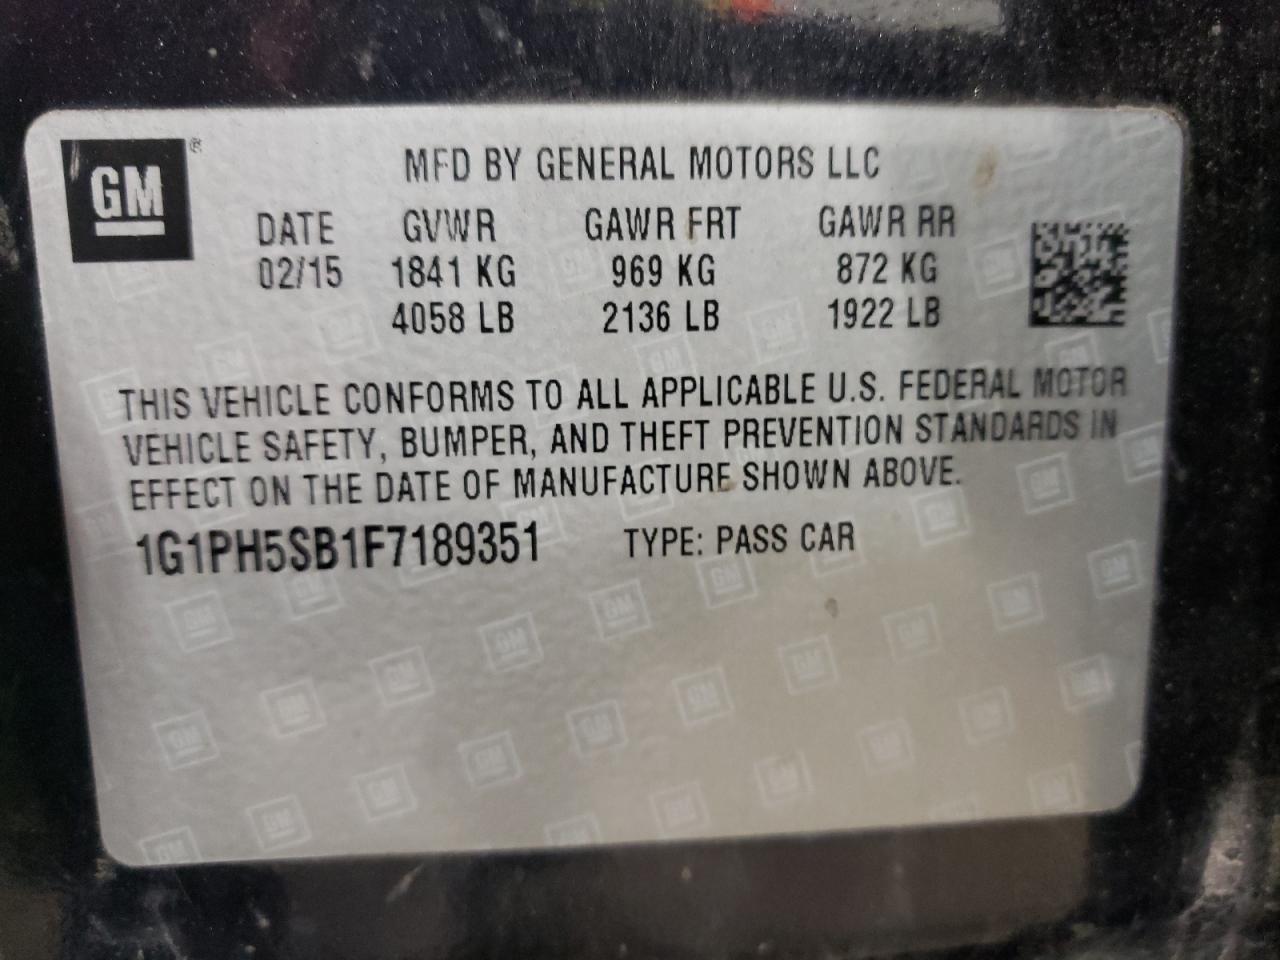 GM ®
MFD BY GENERAL MOTORS LLC
DATE GVWR GAWR FRT GAWR RR
02/15 1841 KG 969 KG 872 KG
4058 LB 2136 LB 1922 LB
THIS VEHICLE CONFORMS TO ALL APPLICABLE U.S. FEDERAL MOTOR
VEHICLE SAFETY, BUMPER, AND THEFT PREVENTION STANDARDS IN
EFFECT ON THE DATE OF MANUFACTURE SHOWN ABOVE.
1G1PH5SB1F7189351 TYPE: PASS CAR